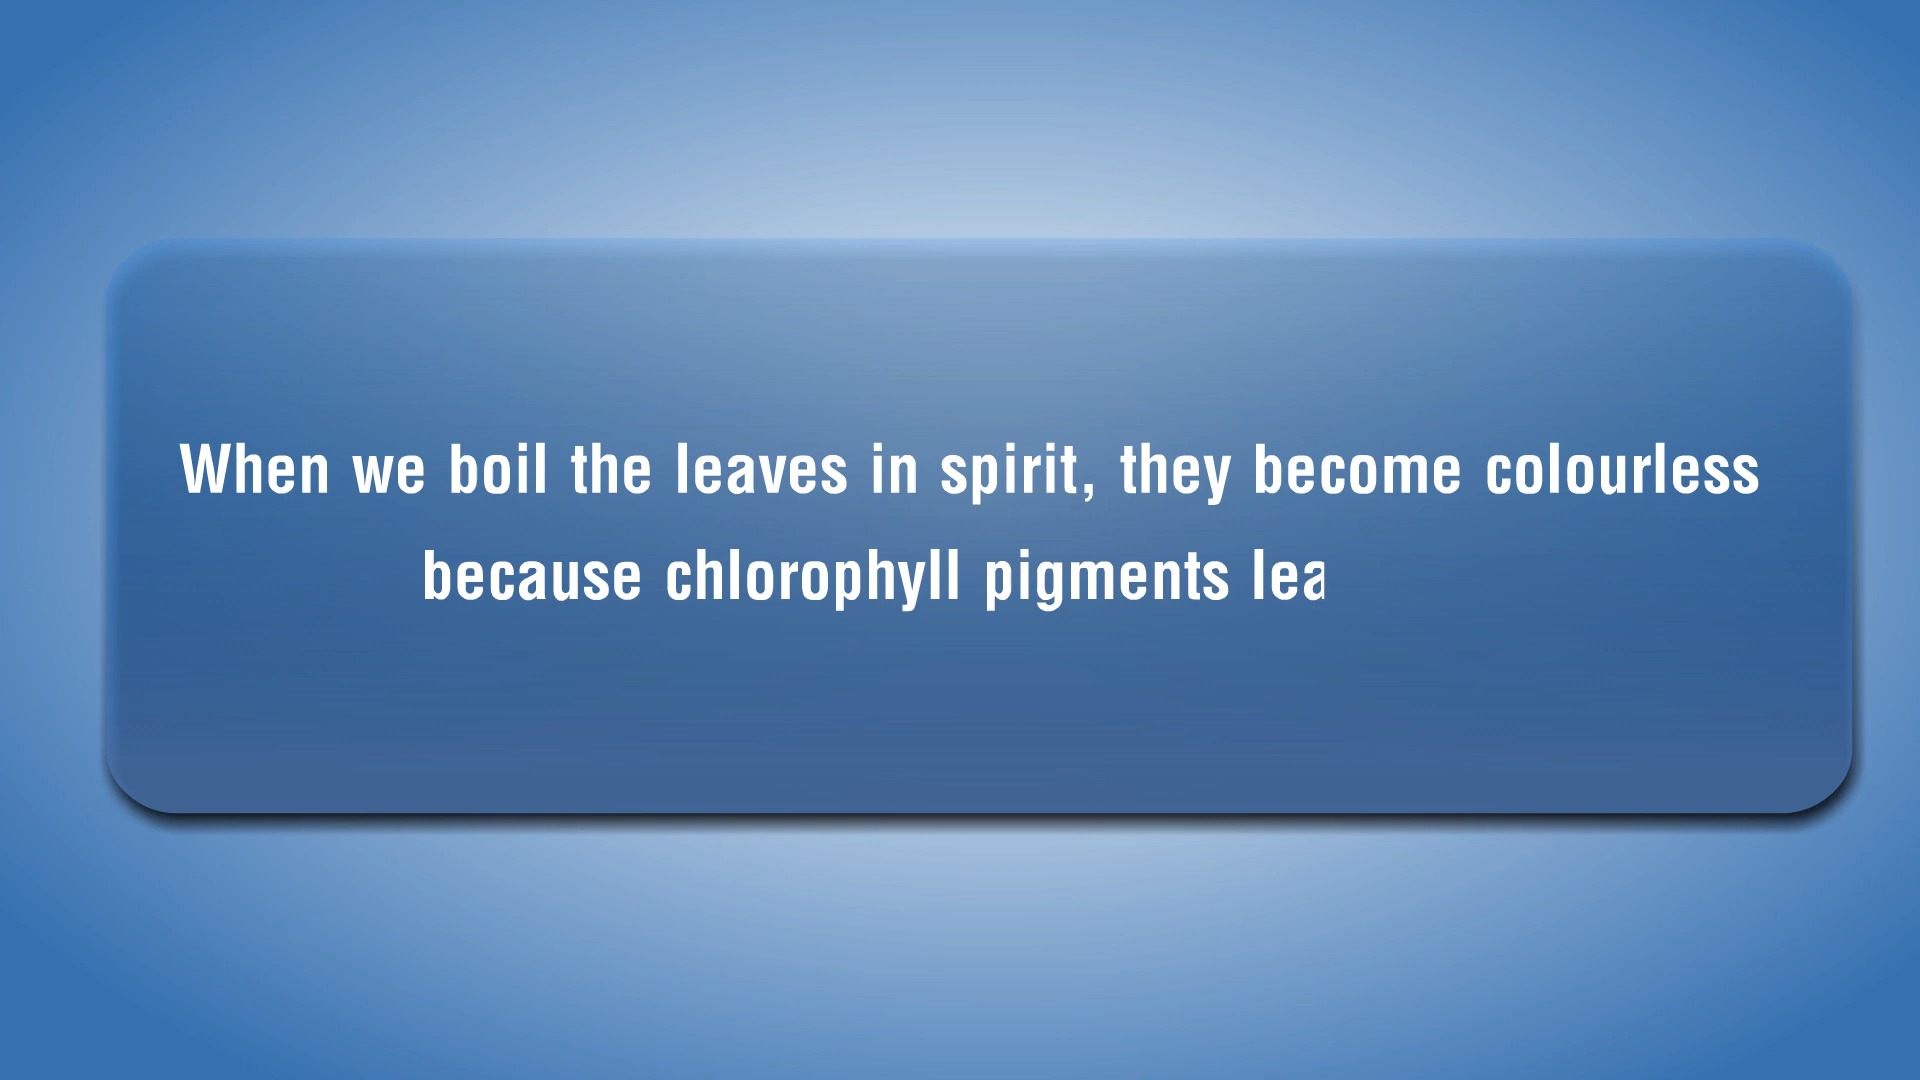 When we boil the leaves in spirit, they become colourless
because chlorophyll pigments lea